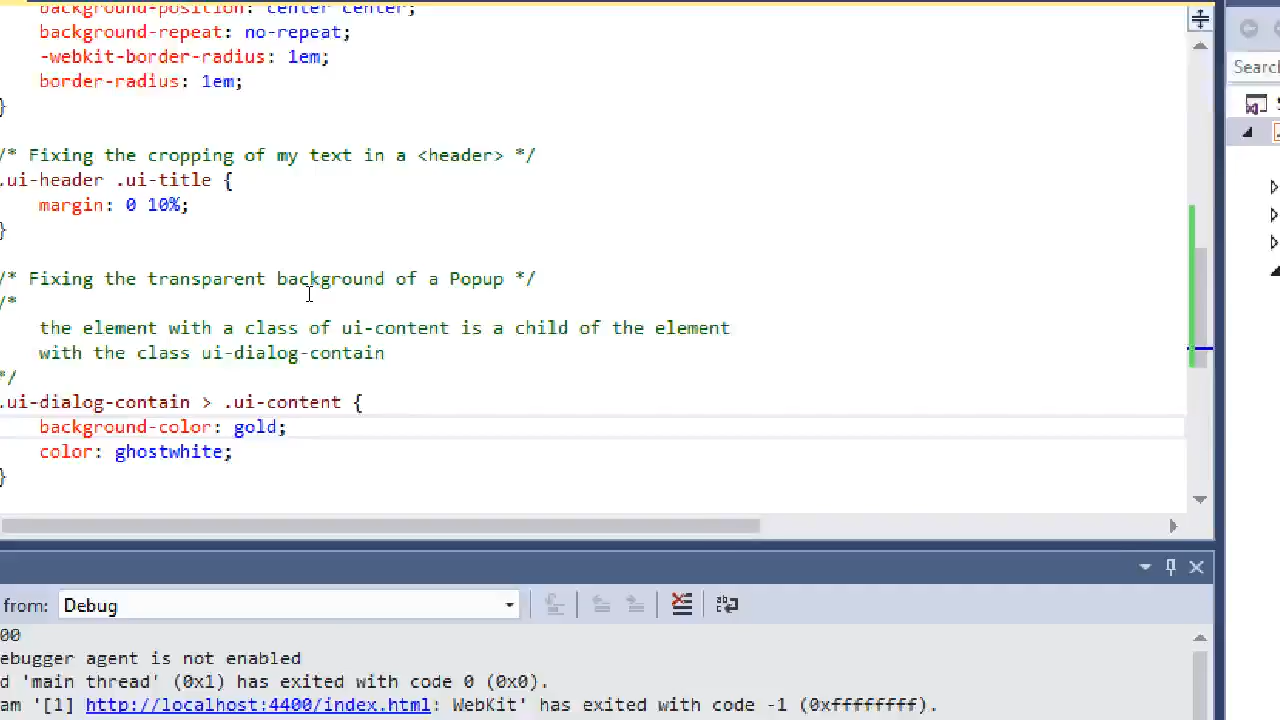 background-position: center center;
background-repeat: no-repeat;
-webkit-border-radius: 1em;
border-radius: 1em;
}
/* Fixing the cropping of my text in a <header> */
.ui-header .ui-title {
margin: 0 10%;
}
/* Fixing the transparent background of a Popup */
/*
the element with a class of ui-content is a child of the element
with the class ui-dialog-contain
*/
.ui-dialog-contain > .ui-content {
background-color: gold;
color: ghostwhite;
}
Search
from: Debug
00
ebugger agent is not enabled
d 'main thread' (0x1) has exited with code 0 (0x0).
am '[1] http://localhost:4400/index.html: WebKit' has exited with code -1 (0xffffffff).